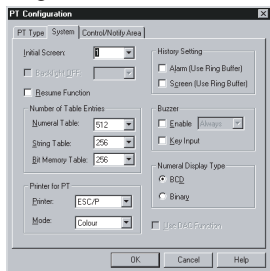 PT Configuration
PT Type System Control/Notify Area
Initial Screen: 1
Backlight OFF
Resume Function
Number of Table Entries
Numeral Table: 512
String Table: 256
Bit Memory Table: 256
Printer for PT
Printer: ESC/P
Mode: Colour
History Setting
Alarm (Use Ring Buffer)
Screen (Use Ring Buffer)
Buzzer
Enable Always
Key Input
Numeral Display Type
BCD
Binary
Use DAC Function
OK Cancel Help